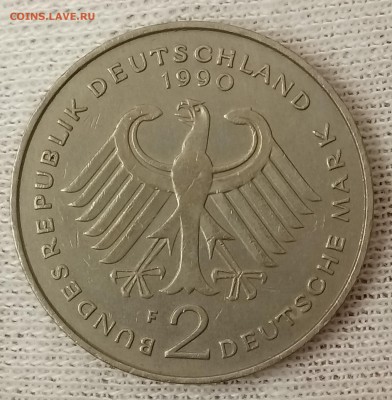 COINS.LAVE.RU
BUNDESREPUBLIK DEUTSCHLAND
1990
F
2
DEUTSCHE MARK